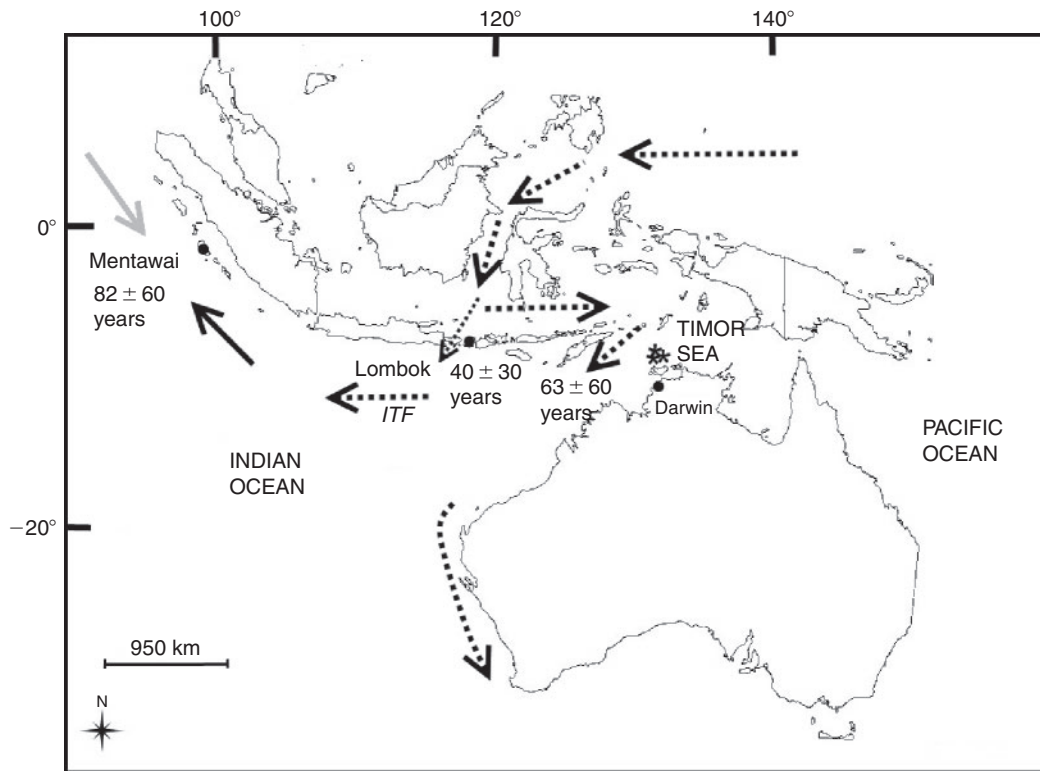 100°
120°
140°
0°
Mentawai
82 ± 60
years
TIMOR
SEA
Lombok
40 ± 30
years
63 ± 60
years
ITF
Darwin
PACIFIC
OCEAN
INDIAN
OCEAN
−20°
950 km
N